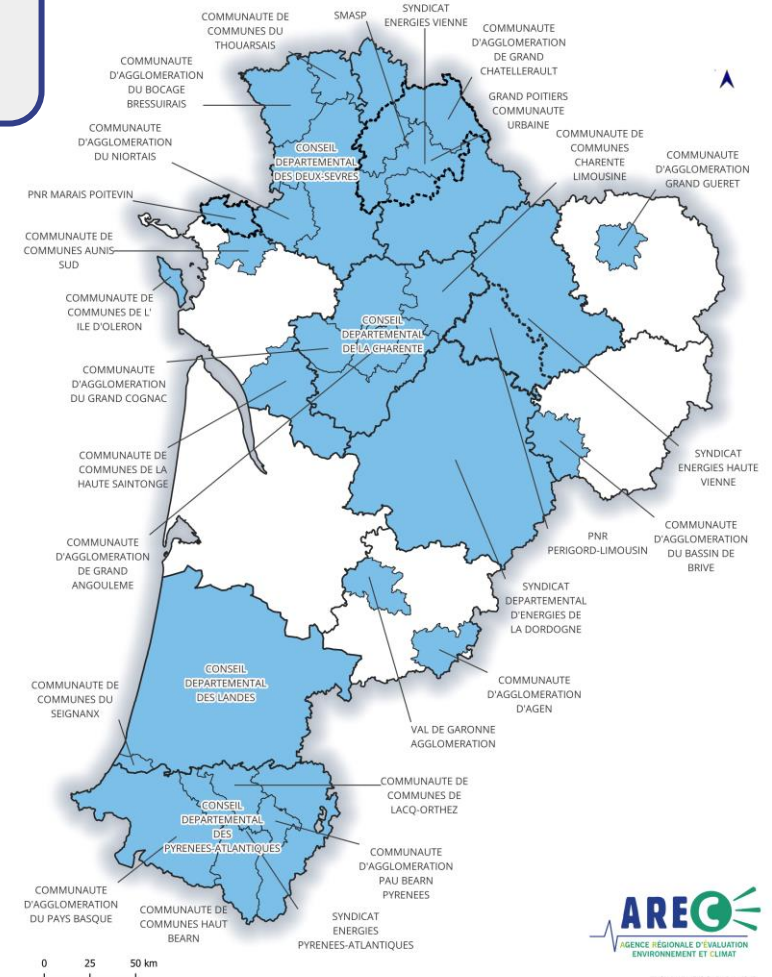 COMMUNAUTE DE
COMMUNES DU
THOUARSAIS
SMASP
SYNDICAT
ENERGIES VIENNE
COMMUNAUTE
D'AGGLOMERATION
DE GRAND
CHATELLERAULT
COMMUNAUTE
D'AGGLOMERATION
DU BOCAGE
BRESSUIRAIS
GRAND POITIERS
COMMUNAUTE
URBAINE
COMMUNAUTE
D'AGGLOMERATION
DU NIORTAIS
CONSEIL
DEPARTEMENTAL
DES DEUX-SEVRES
COMMUNAUTE DE
COMMUNES
CHARENTE
LIMOUSINE
COMMUNAUTE
D'AGGLOMERATION
GRAND GUERET
PNR MARAIS POITEVIN
COMMUNAUTE DE
COMMUNES AUNIS
SUD
COMMUNAUTE DE
COMMUNES DE L'
ILE D'OLERON
CONSEIL
DEPARTEMENTAL
DE LA CHARENTE
COMMUNAUTE
D'AGGLOMERATION
DU GRAND COGNAC
COMMUNAUTE DE
COMMUNES DE LA
HAUTE SAINTONGE
SYNDICAT
ENERGIES HAUTE
VIENNE
COMMUNAUTE
D'AGGLOMERATION
DE GRAND
ANGOULEME
PNR
PERIGORD-LIMOUSIN
COMMUNAUTE
D'AGGLOMERATION
DU BASSIN DE
BRIVE
SYNDICAT
DEPARTEMENTAL
D'ENERGIES DE
LA DORDOGNE
CONSEIL
DEPARTEMENTAL
DES LANDES
COMMUNAUTE DE
COMMUNES DU
SEIGNANX
COMMUNAUTE
D'AGGLOMERATION
D'AGEN
VAL DE GARONNE
AGGLOMERATION
COMMUNAUTE DE
COMMUNES DE
LACQ-ORTHEZ
CONSEIL
DEPARTEMENTAL
DES
PYRENEES-ATLANTIQUES
COMMUNAUTE
D'AGGLOMERATION
PAU BEARN
PYRENEES
COMMUNAUTE
D'AGGLOMERATION
DU PAYS BASQUE
COMMUNAUTE DE
COMMUNES HAUT
BEARN
SYNDICAT
ENERGIES
PYRENEES-ATLANTIQUES
0 25 50 km
AREC
AGENCE RÉGIONALE D'ÉVALUATION
ENVIRONNEMENT ET CLIMAT